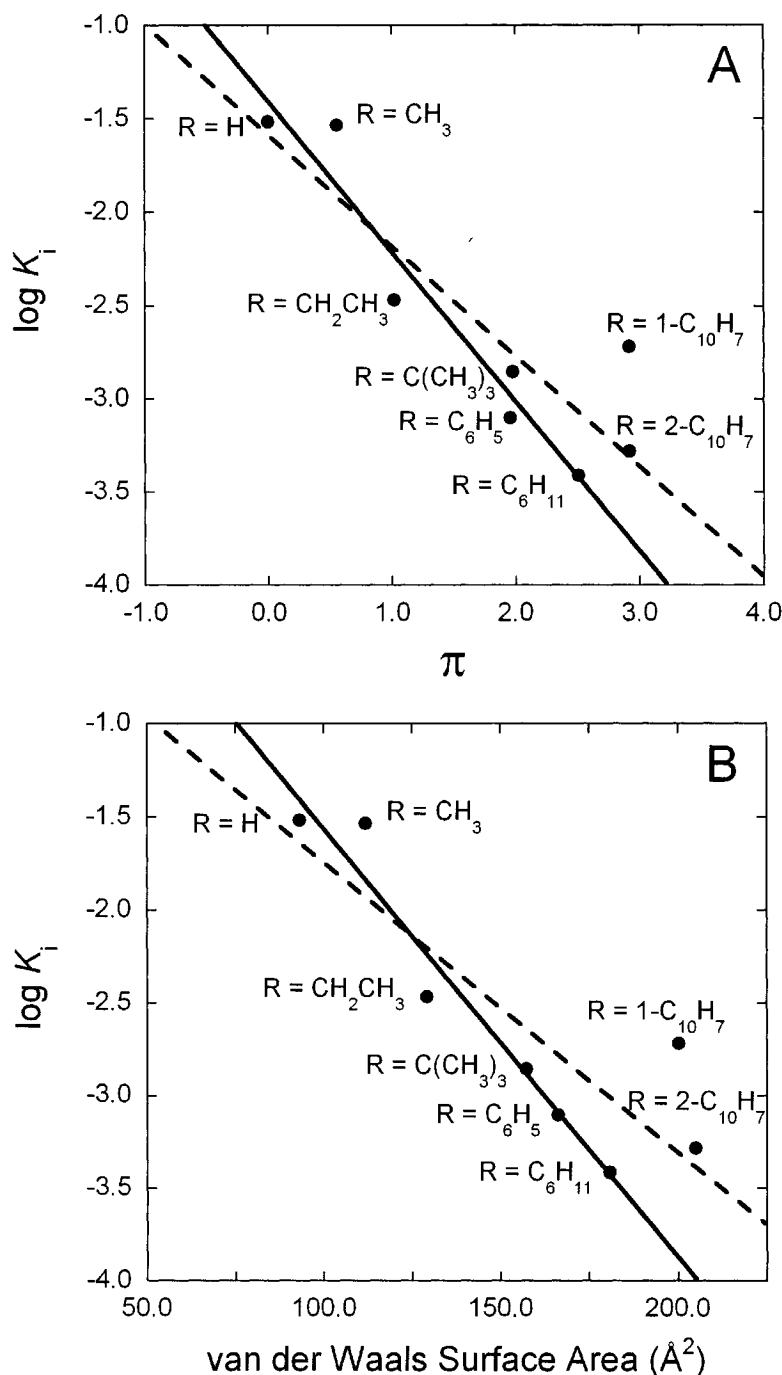 A
-1.0
-1.5
-2.0
-2.5
-3.0
-3.5
-4.0
log Kᵢ
R = H
R = CH₃
R = CH₂CH₃
R = 1-C₁₀H₇
R = C(CH₃)₃
R = C₆H₅
R = 2-C₁₀H₇
R = C₆H₁₁
-1.0 0.0 1.0 2.0 3.0 4.0
π
B
-1.0
-1.5
-2.0
-2.5
-3.0
-3.5
-4.0
log Kᵢ
R = H
R = CH₃
R = CH₂CH₃
R = 1-C₁₀H₇
R = C(CH₃)₃
R = C₆H₅
R = 2-C₁₀H₇
R = C₆H₁₁
50.0 100.0 150.0 200.0
van der Waals Surface Area (Å²)